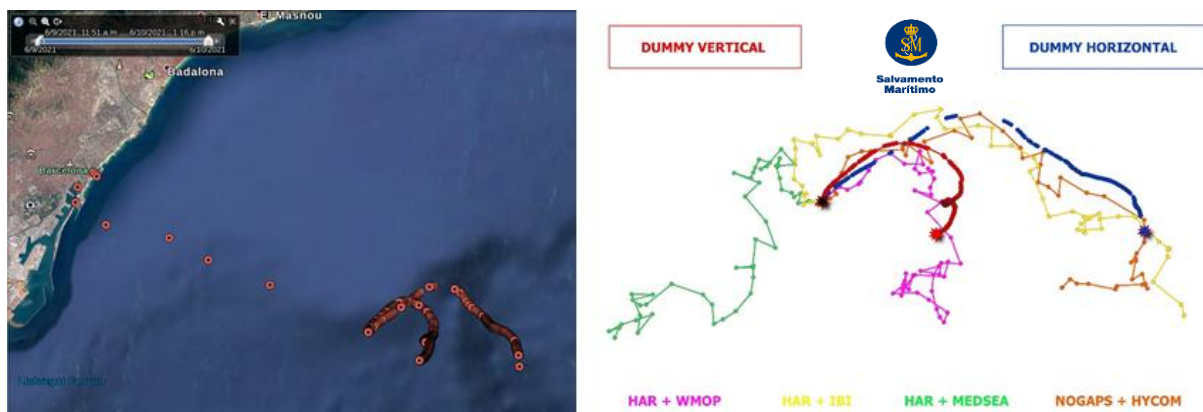 El Masnou
6/9/2021, 11:51 a.m. 6/10/2021, 1:16 p.m.
6/9/2021 6/10/2021
Badalona
Barcelona
DUMMY VERTICAL
SM
Salvamento
Marítimo
DUMMY HORIZONTAL
HAR + WMOP
HAR + IBI
HAR + MEDSEA
NOGAPS + HYCOM